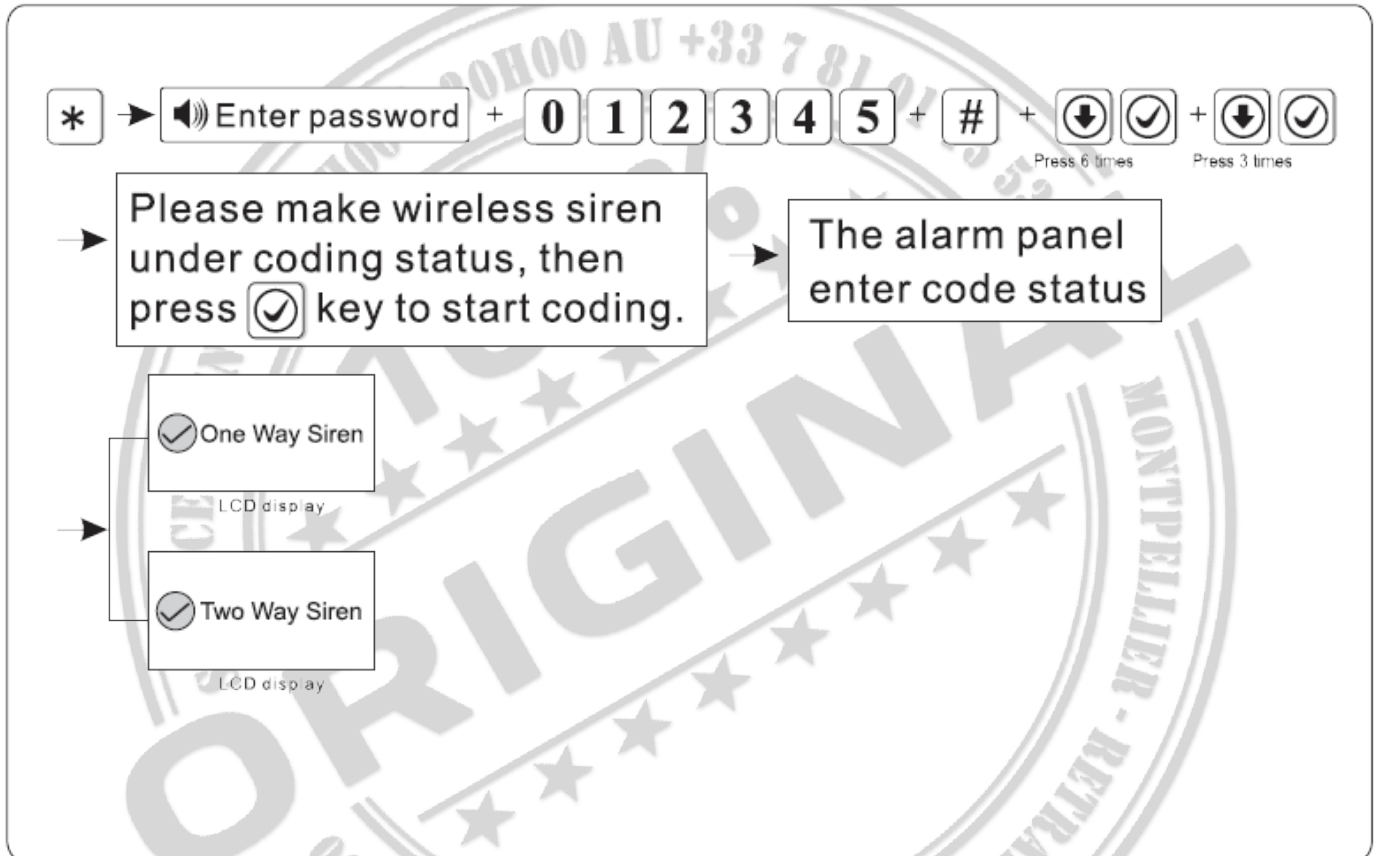 * Enter password + 0 1 2 3 4 5 + # + +
Press 6 times Press 3 times
Please make wireless siren
under coding status, then
press key to start coding.
The alarm panel
enter code status
One Way Siren
LCD display
Two Way Siren
LCD display
ORIGINAL
MONTPELLIER